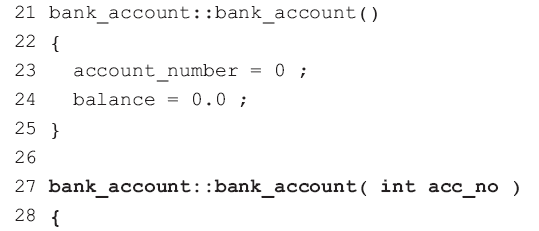 21 bank_account::bank_account()
22 {
23   account_number = 0 ;
24   balance = 0.0 ;
25 }
26
27 bank_account::bank_account( int acc_no )
28 {